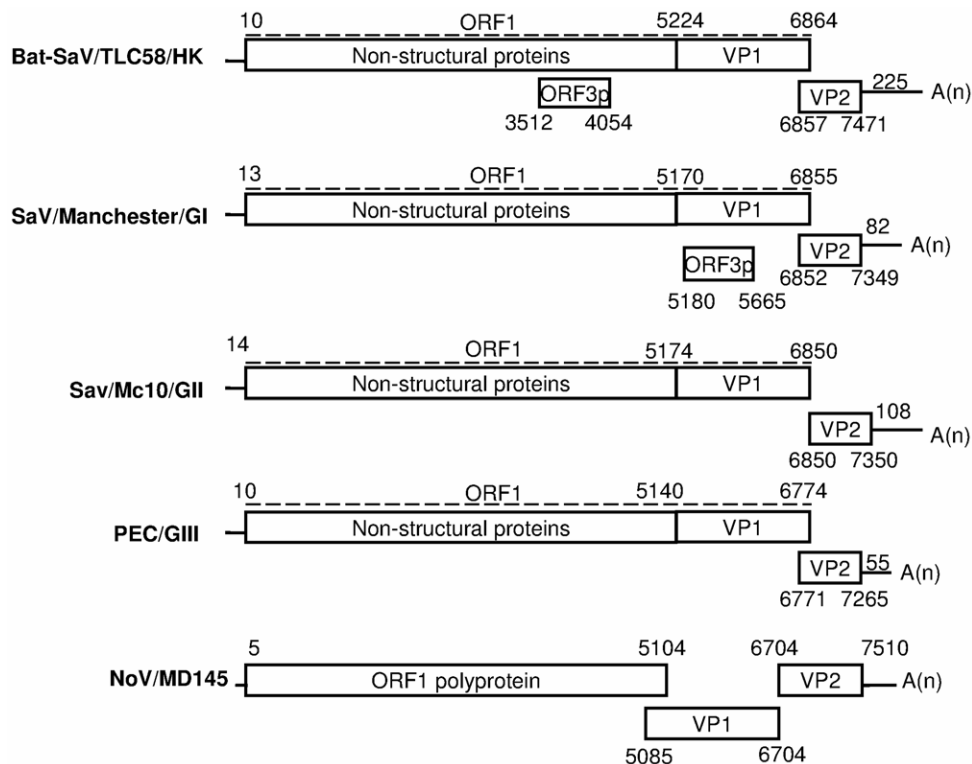 10 ORF1 5224 6864
Bat-SaV/TLC58/HK Non-structural proteins VP1
ORF3p VP2 225 A(n)
3512 4054 6857 7471
13 ORF1 5170 6855
SaV/Manchester/GI Non-structural proteins VP1
ORF3p VP2 82 A(n)
5180 5665 6852 7349
14 ORF1 5174 6850
Sav/Mc10/GII Non-structural proteins VP1
VP2 108 A(n)
6850 7350
10 ORF1 5140 6774
PEC/GIII Non-structural proteins VP1
VP2 55 A(n)
6771 7265
5 5104 6704 7510
NoV/MD145 ORF1 polyprotein VP2 A(n)
VP1
5085 6704